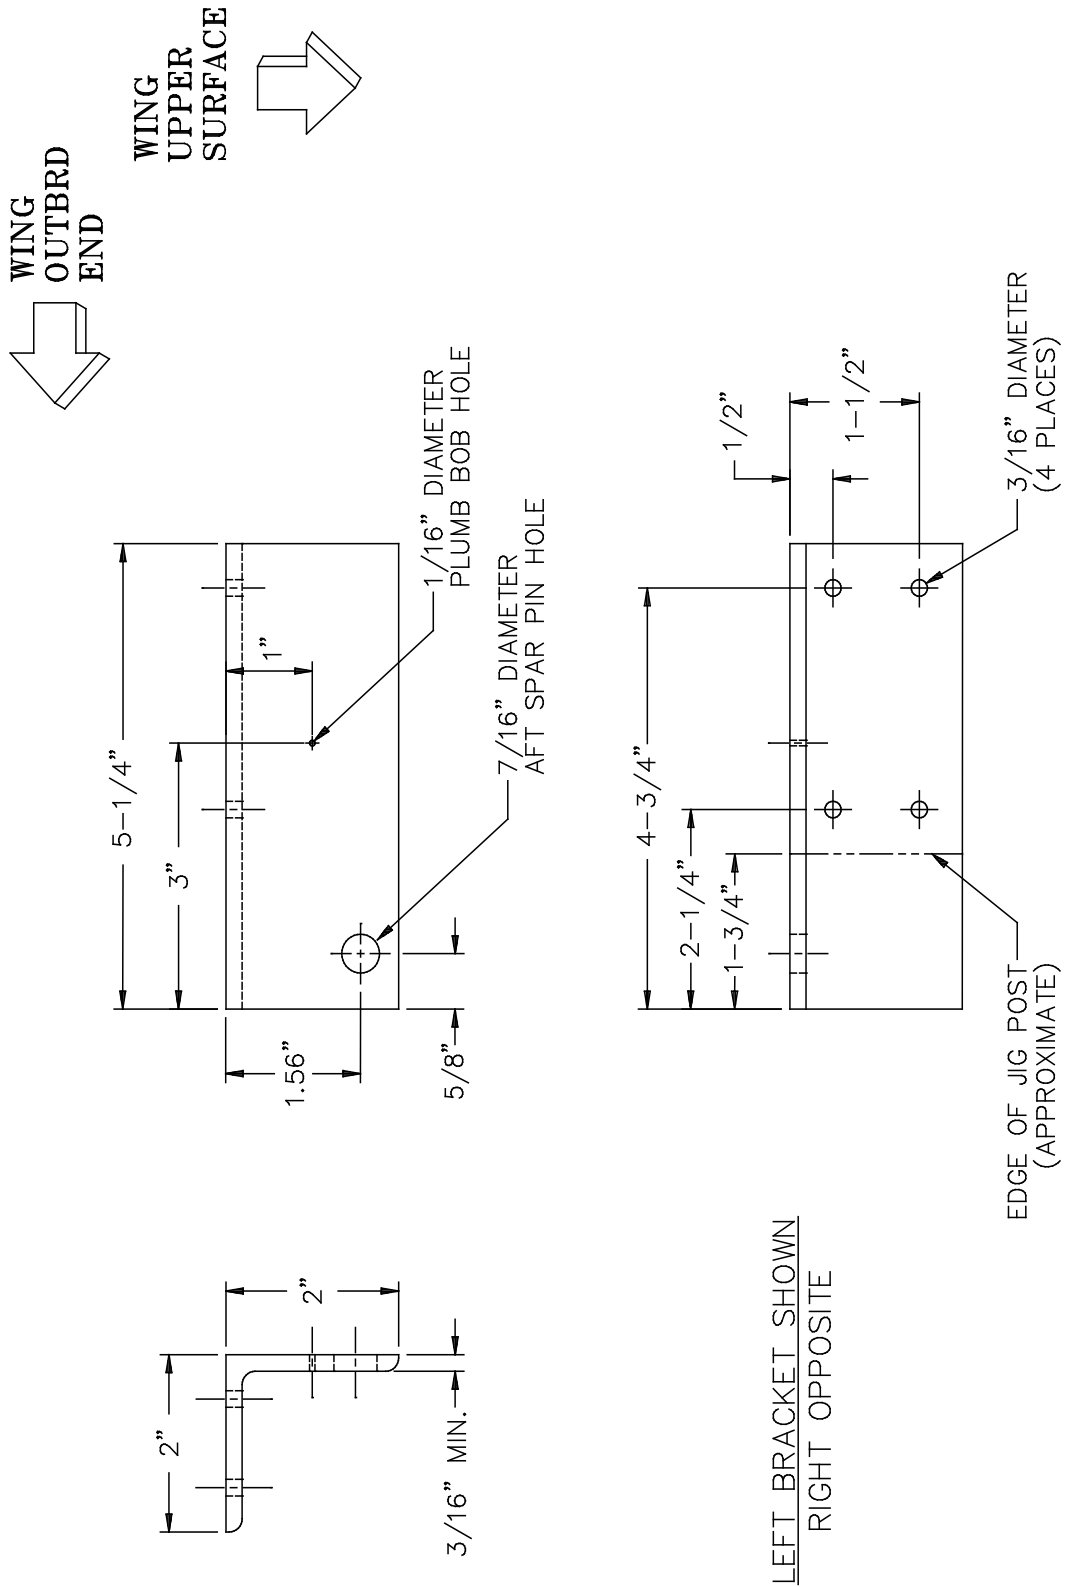 WING
OUTBRD
END
WING
UPPER
SURFACE
5-1/4"
3"
1"
1/16" DIAMETER
PLUMB BOB HOLE
7/16" DIAMETER
AFT SPAR PIN HOLE
1.56"
5/8"
2"
2"
3/16" MIN.
1/2"
1-1/2"
4-3/4"
2-1/4"
1-3/4"
3/16" DIAMETER
(4 PLACES)
EDGE OF JIG POST
(APPROXIMATE)
LEFT BRACKET SHOWN
RIGHT OPPOSITE